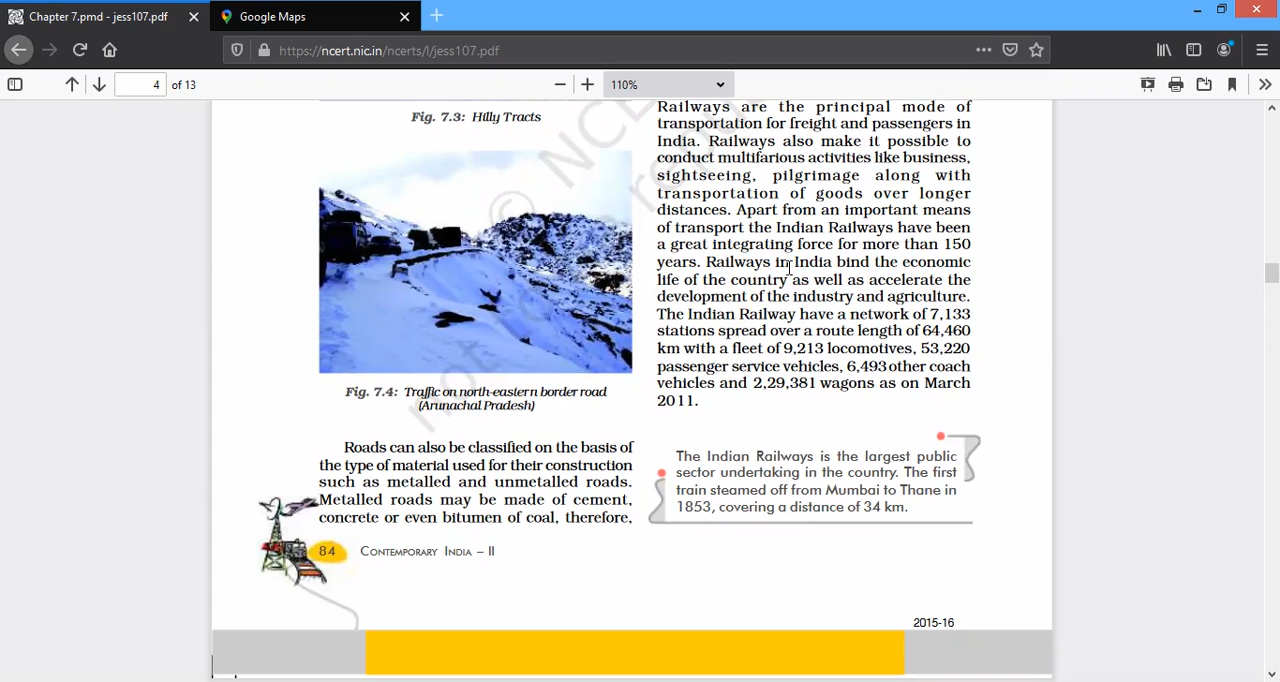 Chapter 7.pmd - jess107.pdf
Google Maps
https://ncert.nic.in/ncerts/l/jess107.pdf
4 of 13
110%
Fig. 7.3: Hilly Tracts
Fig. 7.4: Traffic on north-eastern border road
(Arunachal Pradesh)
Roads can also be classified on the basis of
the type of material used for their construction
such as metalled and unmetalled roads.
Metalled roads may be made of cement,
concrete or even bitumen of coal, therefore,
Railways are the principal mode of
transportation for freight and passengers in
India. Railways also make it possible to
conduct multifarious activities like business,
sightseeing, pilgrimage along with
transportation of goods over longer
distances. Apart from an important means
of transport the Indian Railways have been
a great integrating force for more than 150
years. Railways in India bind the economic
life of the country as well as accelerate the
development of the industry and agriculture.
The Indian Railway have a network of 7,133
stations spread over a route length of 64,460
km with a fleet of 9,213 locomotives, 53,220
passenger service vehicles, 6,493 other coach
vehicles and 2,29,381 wagons as on March
2011.
The Indian Railways is the largest public
sector undertaking in the country. The first
train steamed off from Mumbai to Thane in
1853, covering a distance of 34 km.
84 Contemporary India – II
2015-16